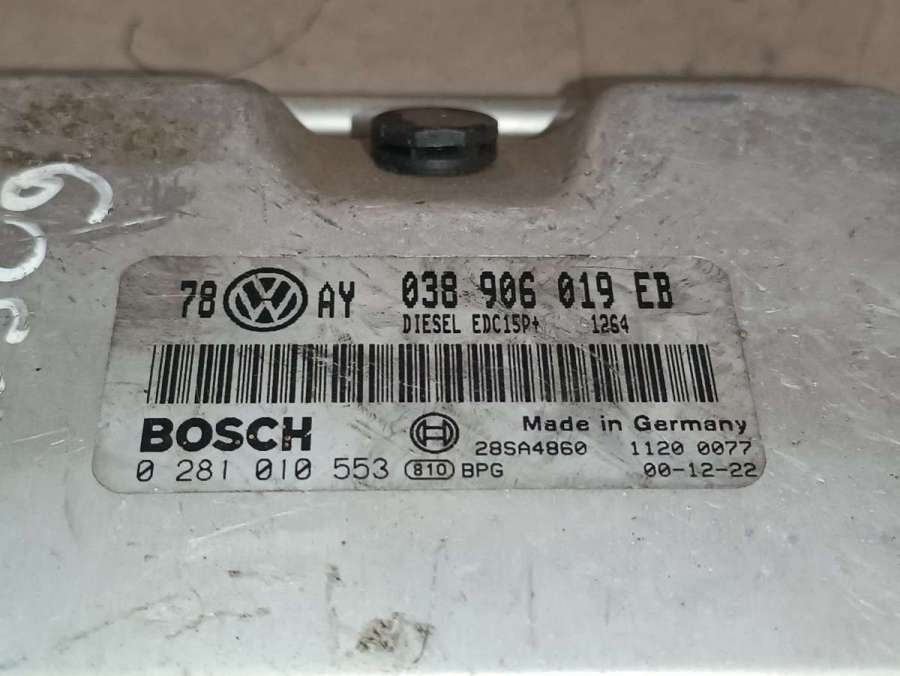 78 AY 038 906 019 EB
DIESEL EDC15P+ 1264
BOSCH Made in Germany
28SA4860 1120 0077
0 281 010 553 810 BPG 00-12-22